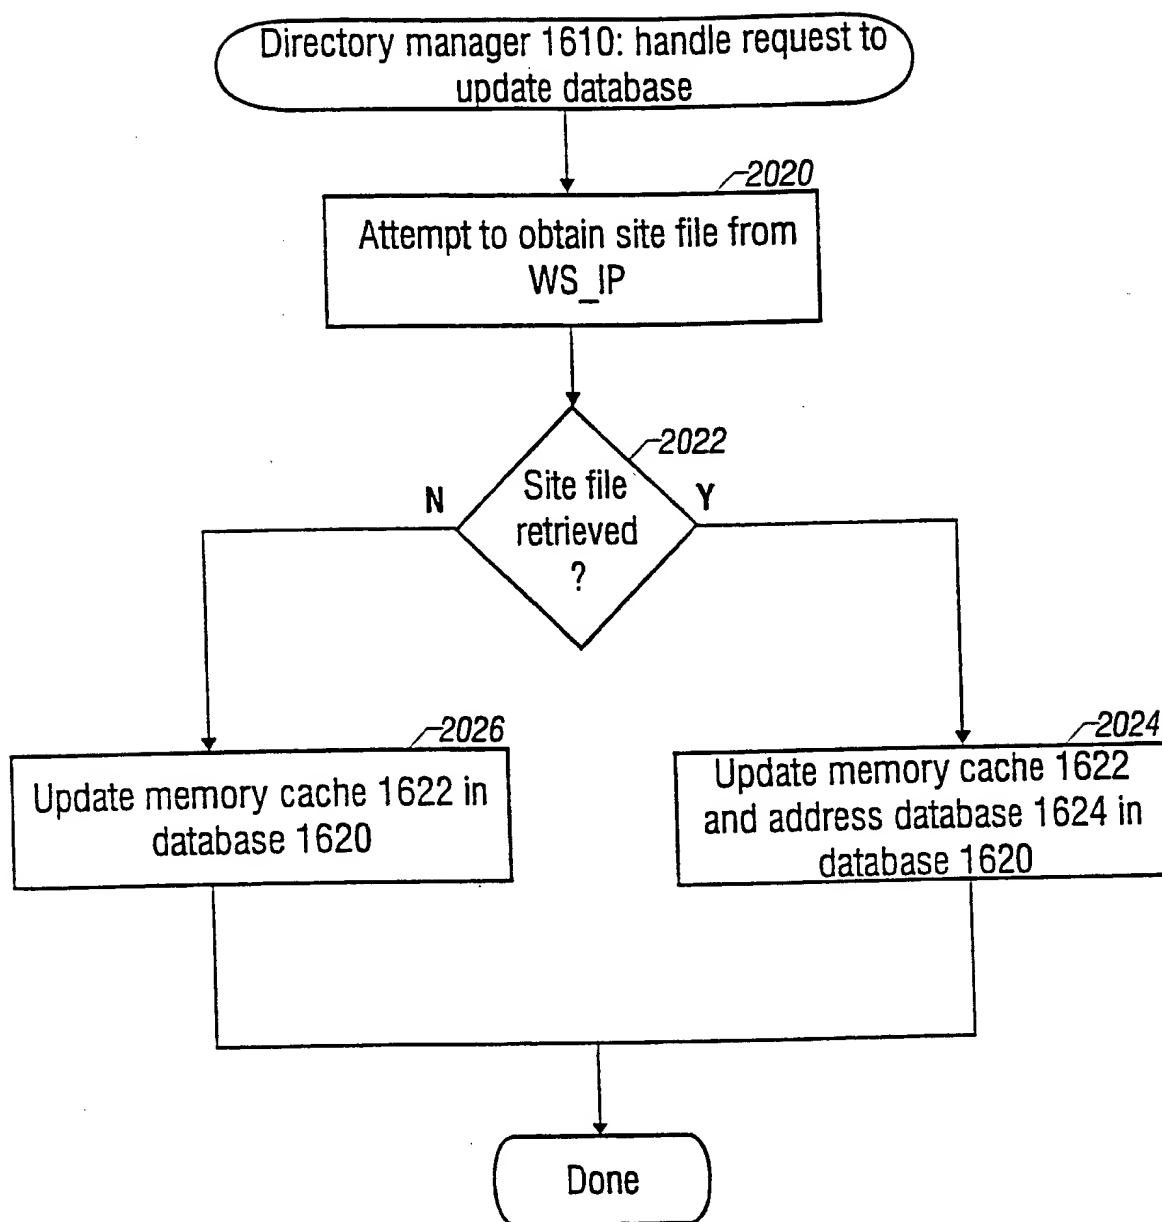 Directory manager 1610: handle request to
update database
2020
Attempt to obtain site file from
WS_IP
2022
N
Site file
Y
retrieved
?
2026
Update memory cache 1622 in
database 1620
2024
Update memory cache 1622
and address database 1624 in
database 1620
Done